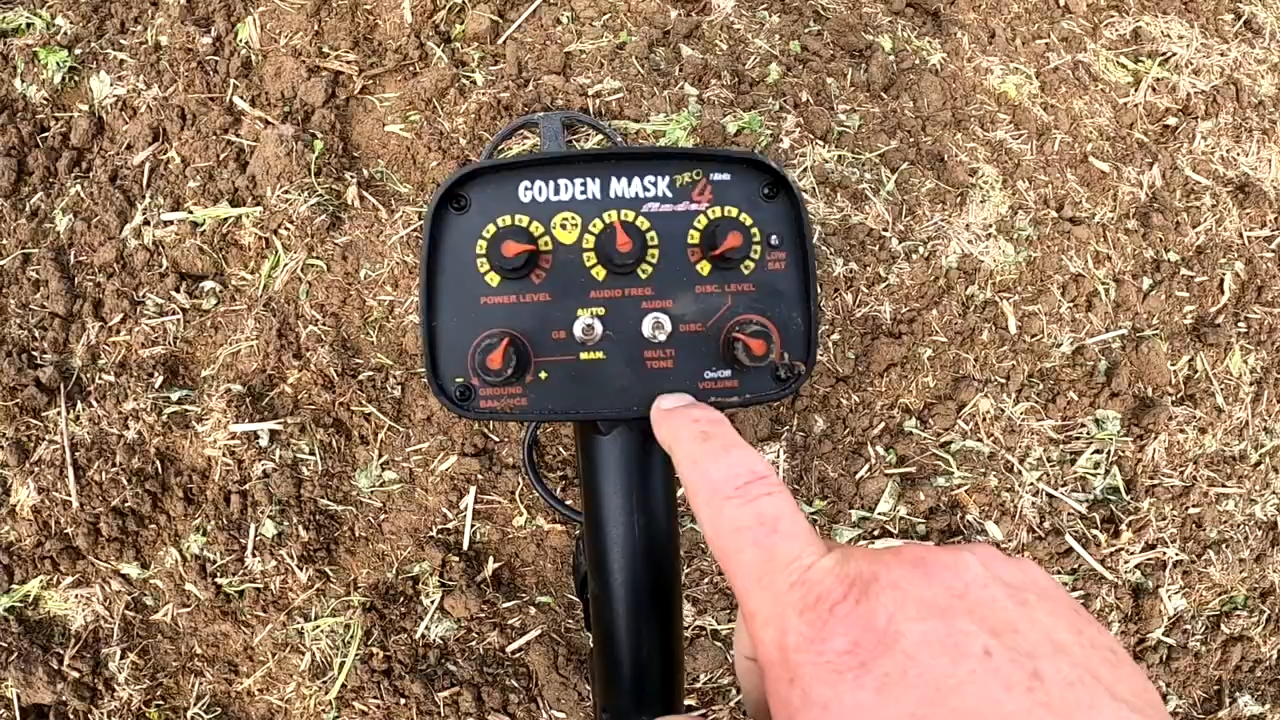 GOLDEN MASK PRO 4
finder
LOW
BAT
POWER LEVEL
AUDIO FREQ.
DISC. LEVEL
AUTO
AUDIO
GB
DISC.
MAN.
MULTI
TONE
- +
GROUND
BALANCE
On/Off
VOLUME